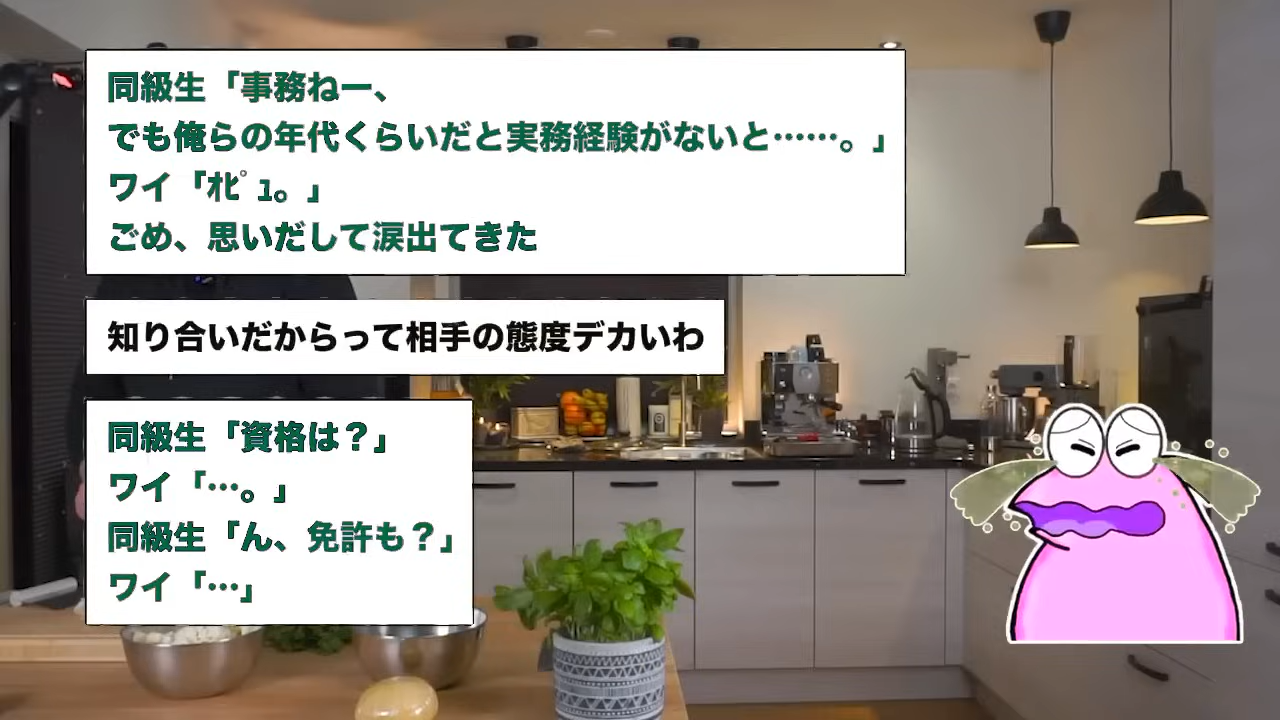 同級生「事務ねー、
でも俺らの年代くらいだと実務経験がないと……。」
ワイ「ｵﾋﾟｭ。」
ごめ、思いだして涙出てきた
知り合いだからって相手の態度デカいわ
同級生「資格は？」
ワイ「…。」
同級生「ん、免許も？」
ワイ「…」